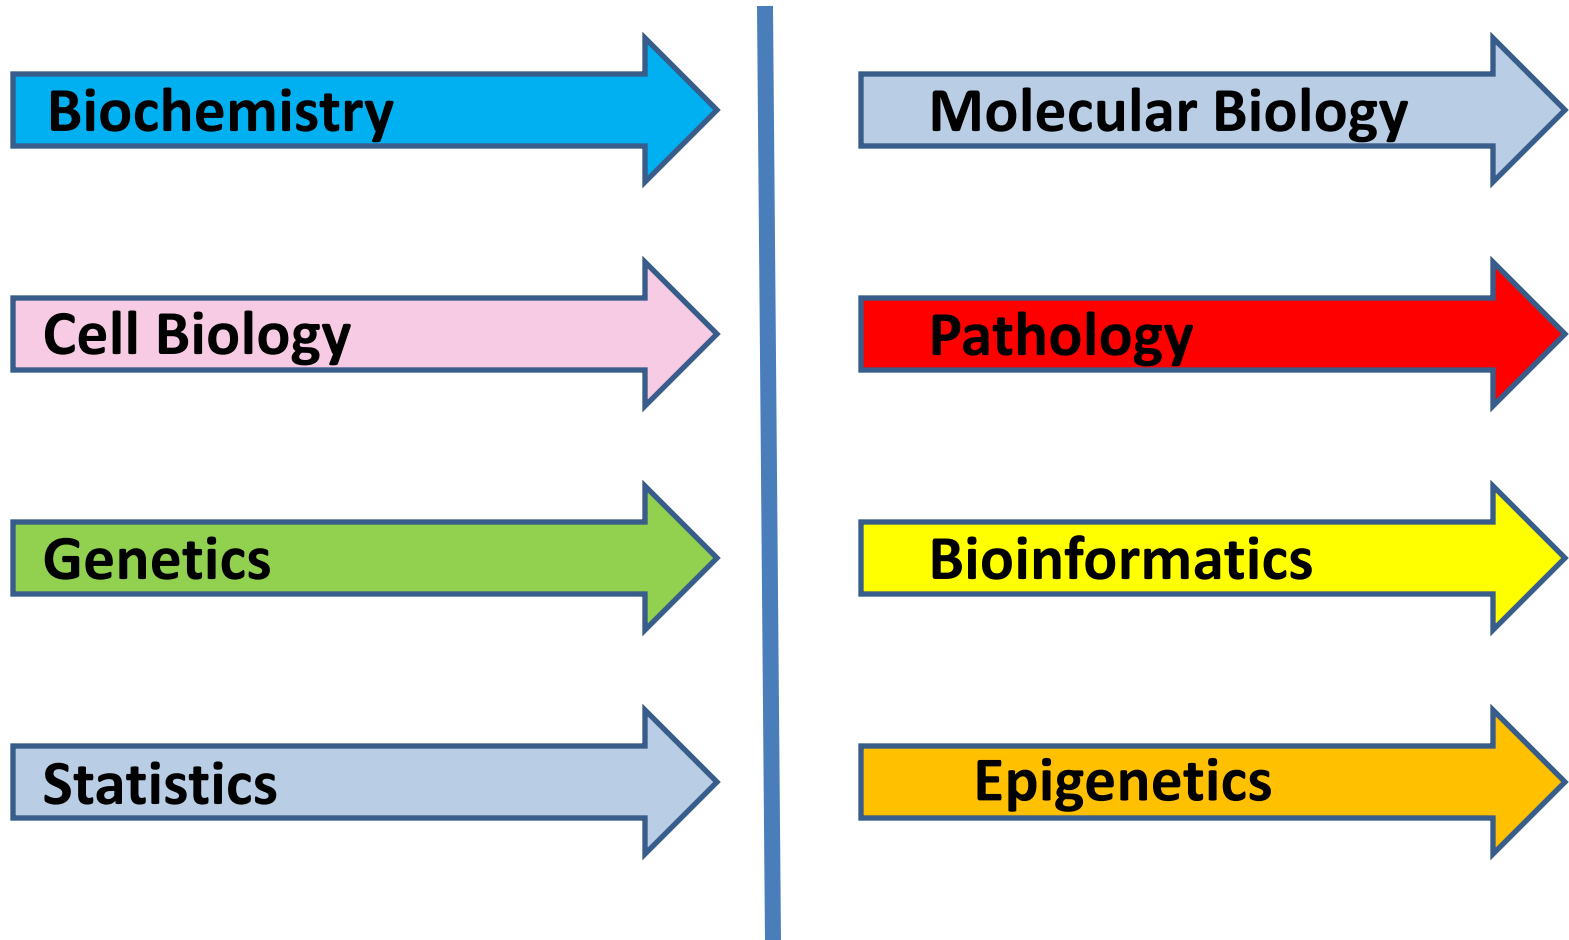 Biochemistry
Cell Biology
Genetics
Statistics
Molecular Biology
Pathology
Bioinformatics
Epigenetics